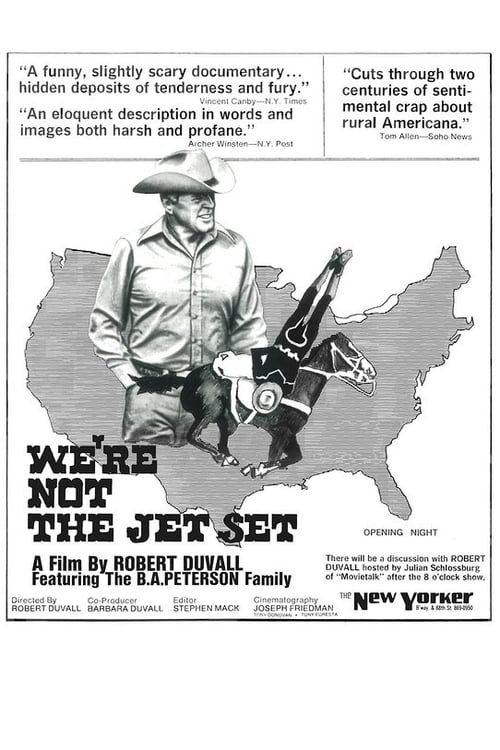 “A funny, slightly scary documentary...
hidden deposits of tenderness and fury.”
Vincent Canby—N.Y. Times
“An eloquent description in words and
images both harsh and profane.”
Archer Winsten—N.Y. Post
“Cuts through two
centuries of senti-
mental crap about
rural Americana.”
Tom Allen—Soho News
WE'RE
NOT
THE JET SET
A Film By ROBERT DUVALL
Featuring The B.A.PETERSON Family
OPENING NIGHT
There will be a discussion with ROBERT
DUVALL hosted by Julian Schlossburg
of “Movietalk” after the 8 o'clock show.
Directed By
ROBERT DUVALL
Co-Producer
BARBARA DUVALL
Editor
STEPHEN MACK
Cinematography
JOSEPH FRIEDMAN
TONY DONOVAN • TONY FORESTA
THE New Yorker
B'way. & 88th St.